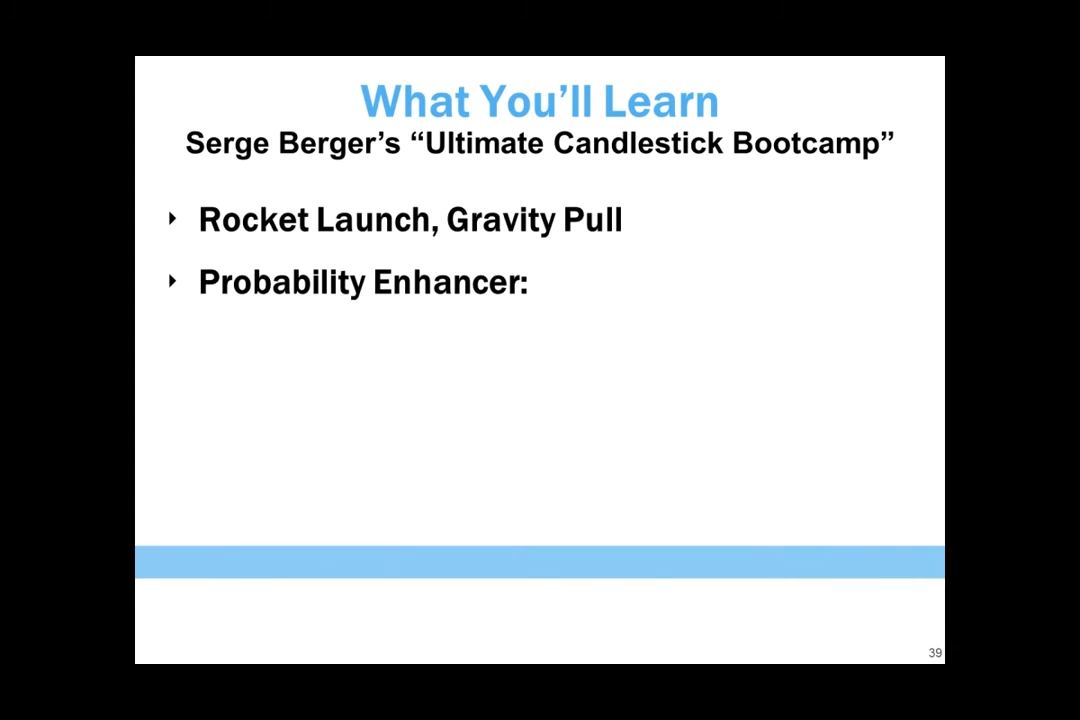 What You’ll Learn
Serge Berger’s “Ultimate Candlestick Bootcamp”
‣ Rocket Launch, Gravity Pull
‣ Probability Enhancer:
39